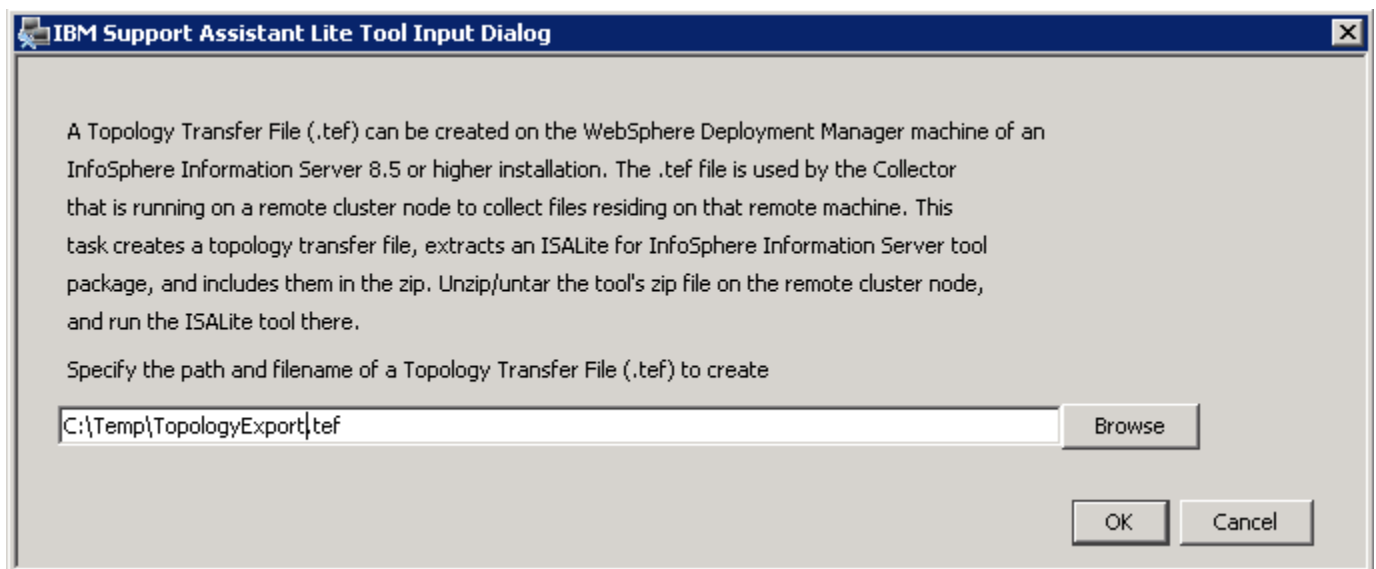 IBM Support Assistant Lite Tool Input Dialog
A Topology Transfer File (.tef) can be created on the WebSphere Deployment Manager machine of an
InfoSphere Information Server 8.5 or higher installation. The .tef file is used by the Collector
that is running on a remote cluster node to collect files residing on that remote machine. This
task creates a topology transfer file, extracts an ISALite for InfoSphere Information Server tool
package, and includes them in the zip. Unzip/untar the tool's zip file on the remote cluster node,
and run the ISALite tool there.
Specify the path and filename of a Topology Transfer File (.tef) to create
C:\Temp\TopologyExport.tef
Browse
OK
Cancel